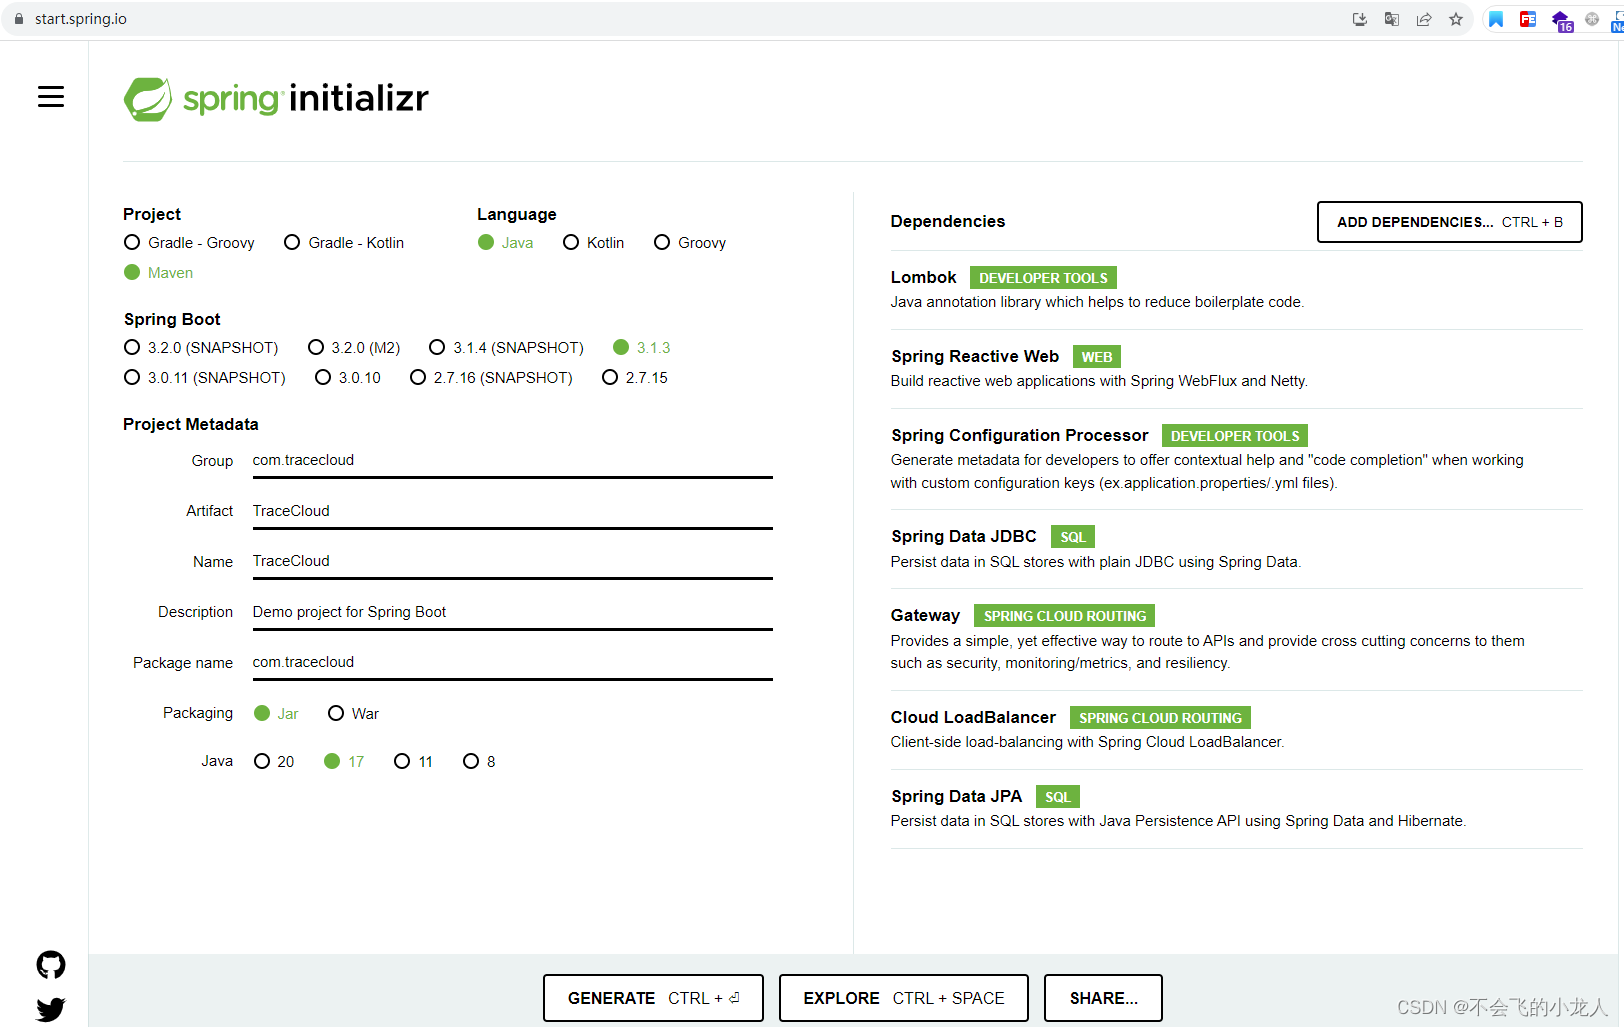 start.spring.io
16
Ne
spring initializr
Project
Gradle - Groovy Gradle - Kotlin
Maven
Language
Java Kotlin Groovy
Spring Boot
3.2.0 (SNAPSHOT) 3.2.0 (M2) 3.1.4 (SNAPSHOT) 3.1.3
3.0.11 (SNAPSHOT) 3.0.10 2.7.16 (SNAPSHOT) 2.7.15
Project Metadata
Group com.tracecloud
Artifact TraceCloud
Name TraceCloud
Description Demo project for Spring Boot
Package name com.tracecloud
Packaging Jar War
Java 20 17 11 8
Dependencies
ADD DEPENDENCIES... CTRL + B
Lombok DEVELOPER TOOLS
Java annotation library which helps to reduce boilerplate code.
Spring Reactive Web WEB
Build reactive web applications with Spring WebFlux and Netty.
Spring Configuration Processor DEVELOPER TOOLS
Generate metadata for developers to offer contextual help and "code completion" when working
with custom configuration keys (ex.application.properties/.yml files).
Spring Data JDBC SQL
Persist data in SQL stores with plain JDBC using Spring Data.
Gateway SPRING CLOUD ROUTING
Provides a simple, yet effective way to route to APIs and provide cross cutting concerns to them
such as security, monitoring/metrics, and resiliency.
Cloud LoadBalancer SPRING CLOUD ROUTING
Client-side load-balancing with Spring Cloud LoadBalancer.
Spring Data JPA SQL
Persist data in SQL stores with Java Persistence API using Spring Data and Hibernate.
GENERATE CTRL + ⏎
EXPLORE CTRL + SPACE
SHARE...
CSDN @不会飞的小龙人